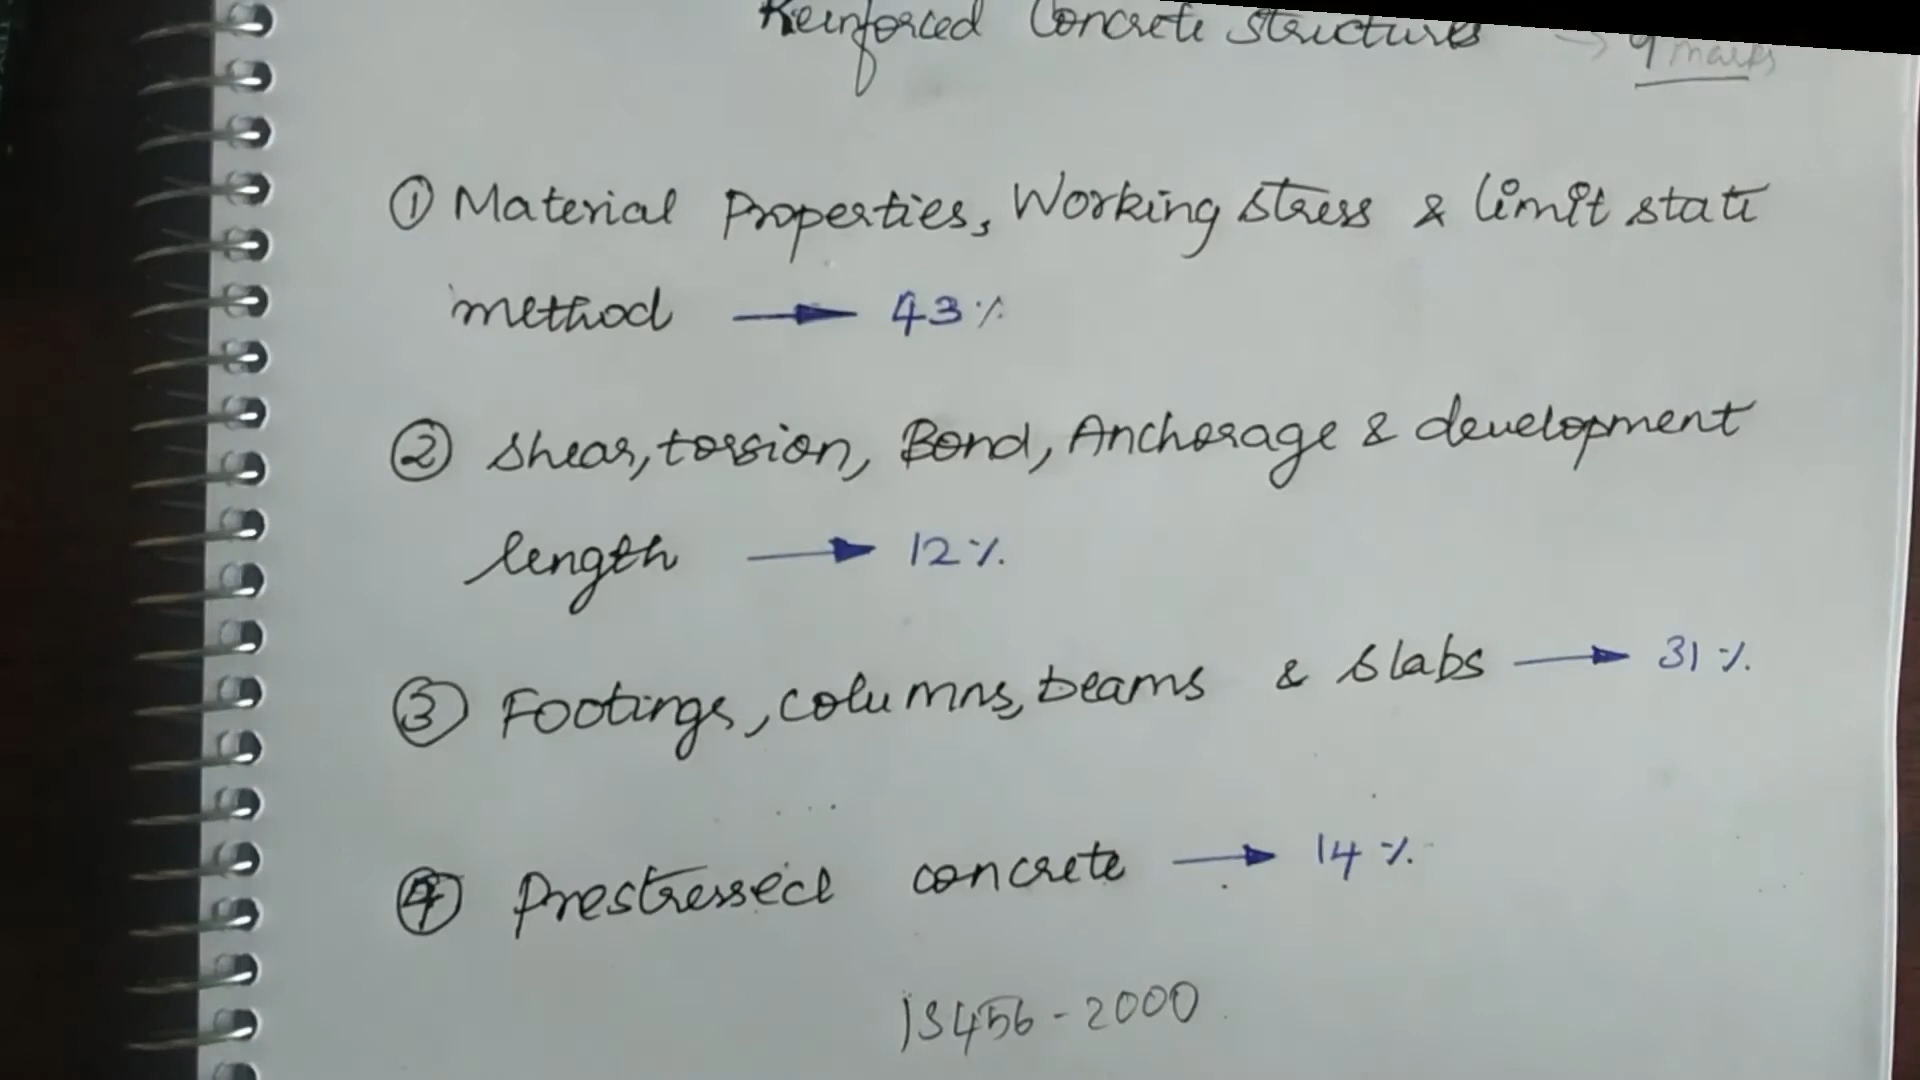 Reinforced Concrete Structures → 9 marks
① Material Properties, Working stress & limit state
method → 43%
② Shear, torsion, Bond, Anchorage & development
length → 12%
③ Footings, columns, beams & slabs → 31%
④ Prestressed concrete → 14%
IS456-2000